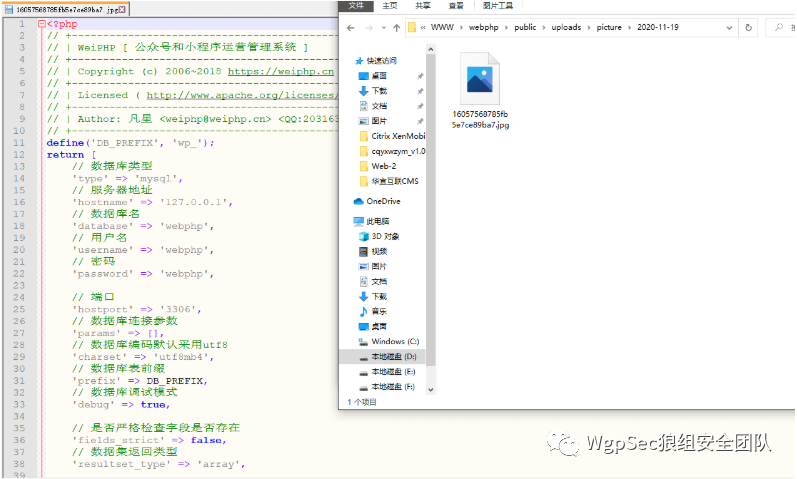 16057568785fb5e7ce89ba7.jpg
1 <?php
2 // +----------------------------------------------------------------------
3 // | WeiPHP [ 公众号和小程序运营管理系统 ]
4 // +----------------------------------------------------------------------
5 // | Copyright (c) 2006~2018 https://weiphp.cn
6 // +----------------------------------------------------------------------
7 // | Licensed ( http://www.apache.org/licenses/
8 // +----------------------------------------------------------------------
9 // | Author: 凡星 <weiphp@weiphp.cn> <QQ:203163
10 // +----------------------------------------------------------------------
11 define('DB_PREFIX', 'wp_');
12 return [
13 // 数据库类型
14 'type' => 'mysql',
15 // 服务器地址
16 'hostname' => '127.0.0.1',
17 // 数据库名
18 'database' => 'webphp',
19 // 用户名
20 'username' => 'webphp',
21 // 密码
22 'password' => 'webphp',
23
24 // 端口
25 'hostport' => '3306',
26 // 数据库连接参数
27 'params' => [],
28 // 数据库编码默认采用utf8
29 'charset' => 'utf8mb4',
30 // 数据库表前缀
31 'prefix' => DB_PREFIX,
32 // 数据库调试模式
33 'debug' => true,
34
35 // 是否严格检查字段是否存在
36 'fields_strict' => false,
37 // 数据集返回类型
38 'resultset_type' => 'array',
39
文件 主页 共享 查看 图片工具
« WWW › webphp › public › uploads › picture › 2020-11-19
快速访问
桌面
下载
文档
图片
Citrix XenMobi
cqyxwzym_v1.0
Web-2
华宜互联CMS
OneDrive
此电脑
3D 对象
视频
图片
文档
下载
音乐
桌面
Windows (C:)
本地磁盘 (D:)
本地磁盘 (E:)
本地磁盘 (F:)
16057568785fb
5e7ce89ba7.jpg
1 个项目
WgpSec狼组安全团队